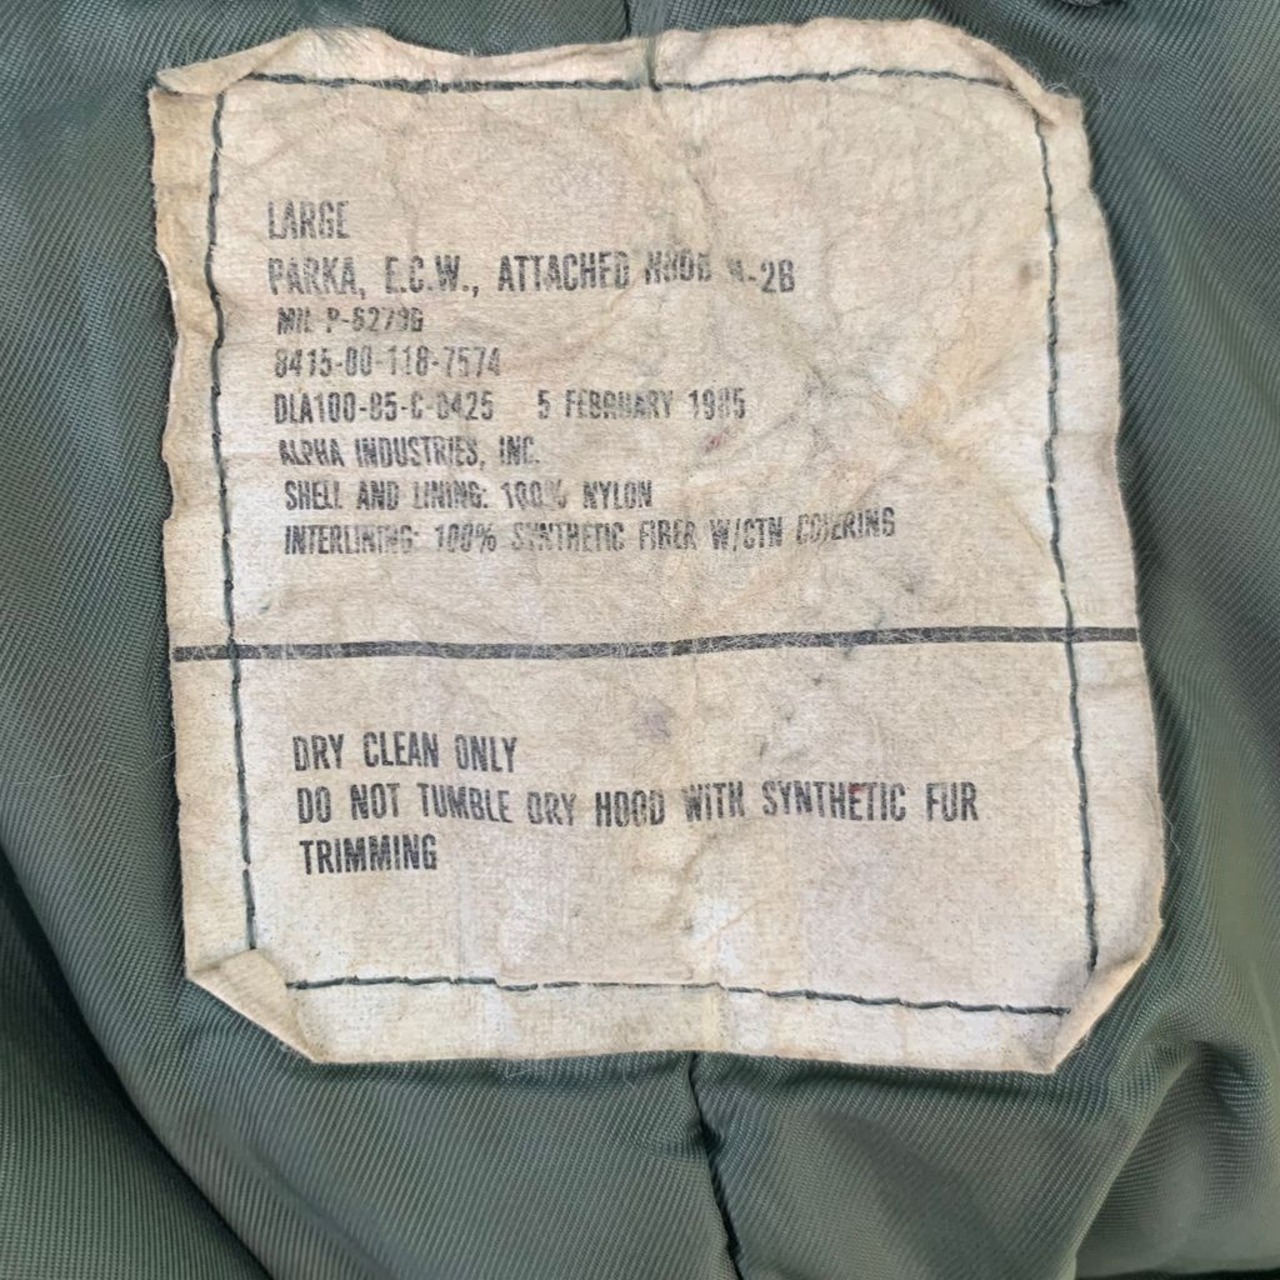 LARGE
PARKA, E.C.W., ATTACHED HOOD N-2B
MIL-P-6279G
8415-00-118-7574
DLA100-85-C-0425 5 FEBRUARY 1985
ALPHA INDUSTRIES, INC.
SHELL AND LINING: 100% NYLON
INTERLINING: 100% SYNTHETIC FIBER W/CTN COVERING
DRY CLEAN ONLY
DO NOT TUMBLE DRY HOOD WITH SYNTHETIC FUR
TRIMMING